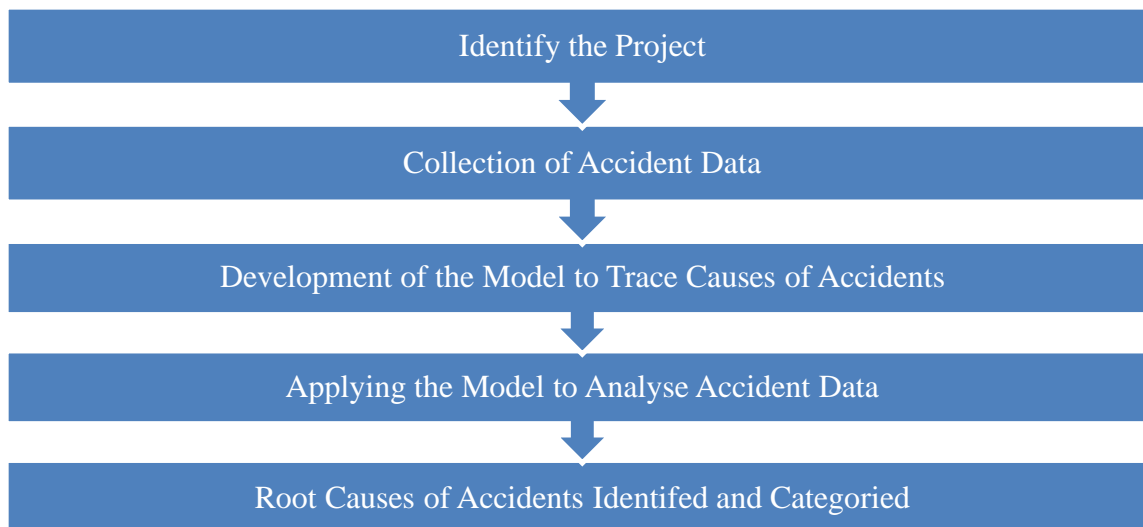 Identify the Project
Collection of Accident Data
Development of the Model to Trace Causes of Accidents
Applying the Model to Analyse Accident Data
Root Causes of Accidents Identifed and Categoried